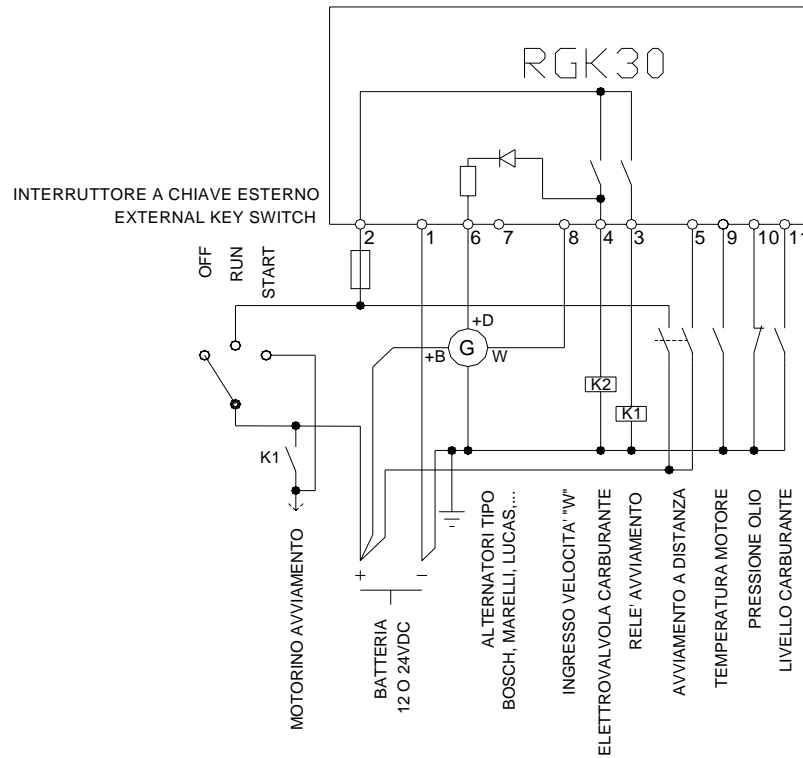 RGK30
INTERRUTTORE A CHIAVE ESTERNO
EXTERNAL KEY SWITCH
2
1
6
7
8
4
3
5
9
10
11
OFF
RUN
START
+D
+B
G
W
K2
K1
K1
+
-
MOTORINO AVVIAMENTO
BATTERIA
12 O 24VDC
ALTERNATORI TIPO
BOSCH, MARELLI, LUCAS,...
INGRESSO VELOCITA' "W"
ELETTROVALVOLA CARBURANTE
RELE' AVVIAMENTO
AVVIAMENTO A DISTANZA
TEMPERATURA MOTORE
PRESSIONE OLIO
LIVELLO CARBURANTE